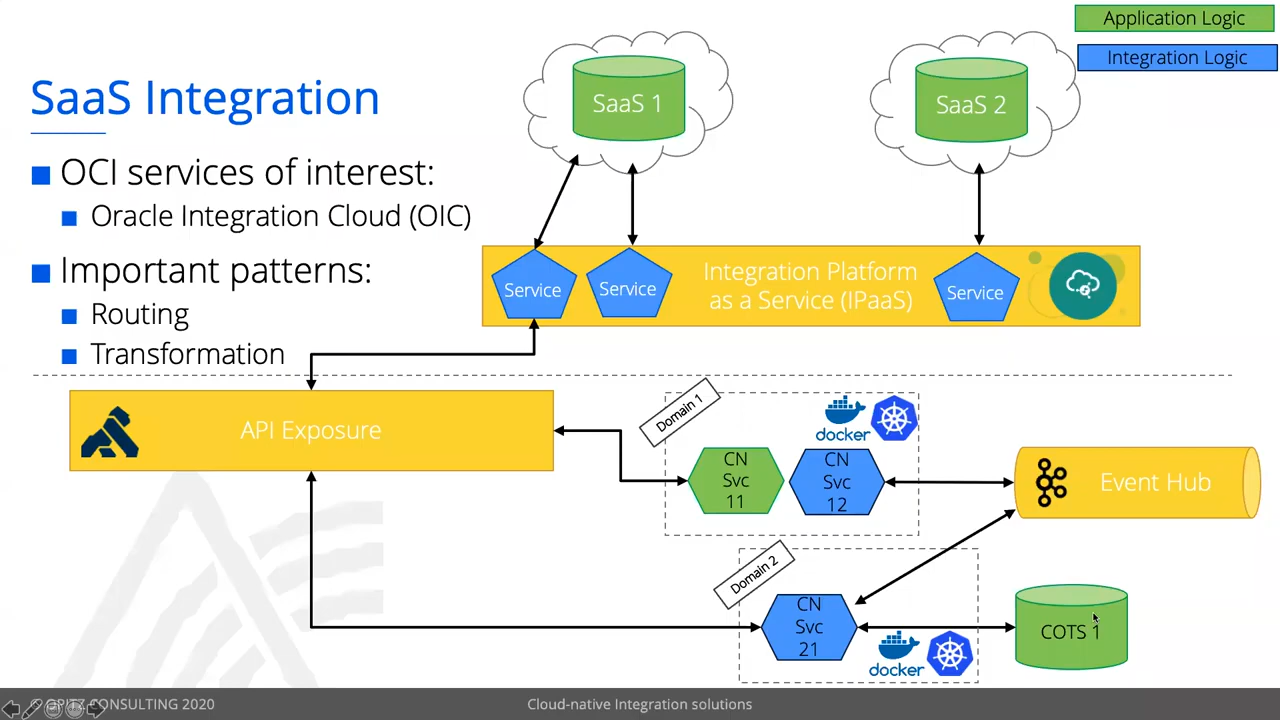 Application Logic
Integration Logic
SaaS Integration
OCI services of interest:
Oracle Integration Cloud (OIC)
Important patterns:
Routing
Transformation
SaaS 1
SaaS 2
Service
Service
Integration Platform
as a Service (IPaaS)
Service
API Exposure
Domain 1
docker
CN
Svc
11
CN
Svc
12
Event Hub
Domain 2
CN
Svc
21
docker
COTS 1
© OPITZ CONSULTING 2020
Cloud-native Integration solutions